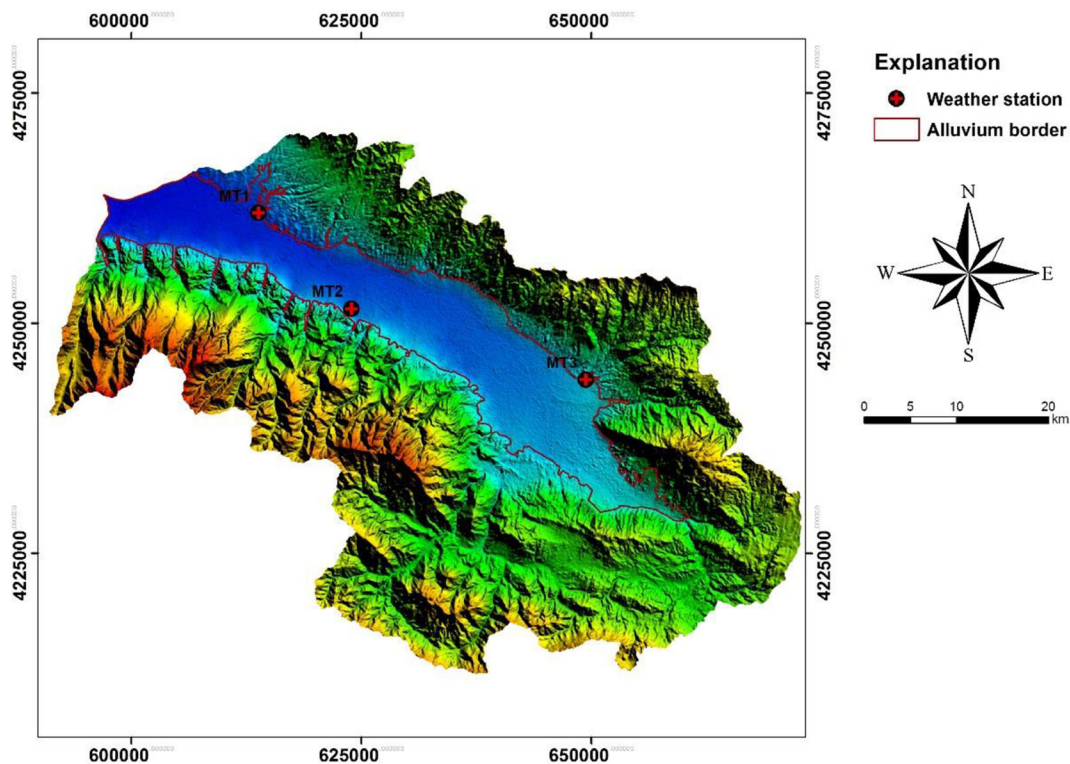 600000 625000 650000
4275000 4275000
4250000 4250000
4225000 4225000
MT1
MT2
MT3
600000 625000 650000
Explanation
Weather station
Alluvium border
N
W E
S
0 5 10 20
km